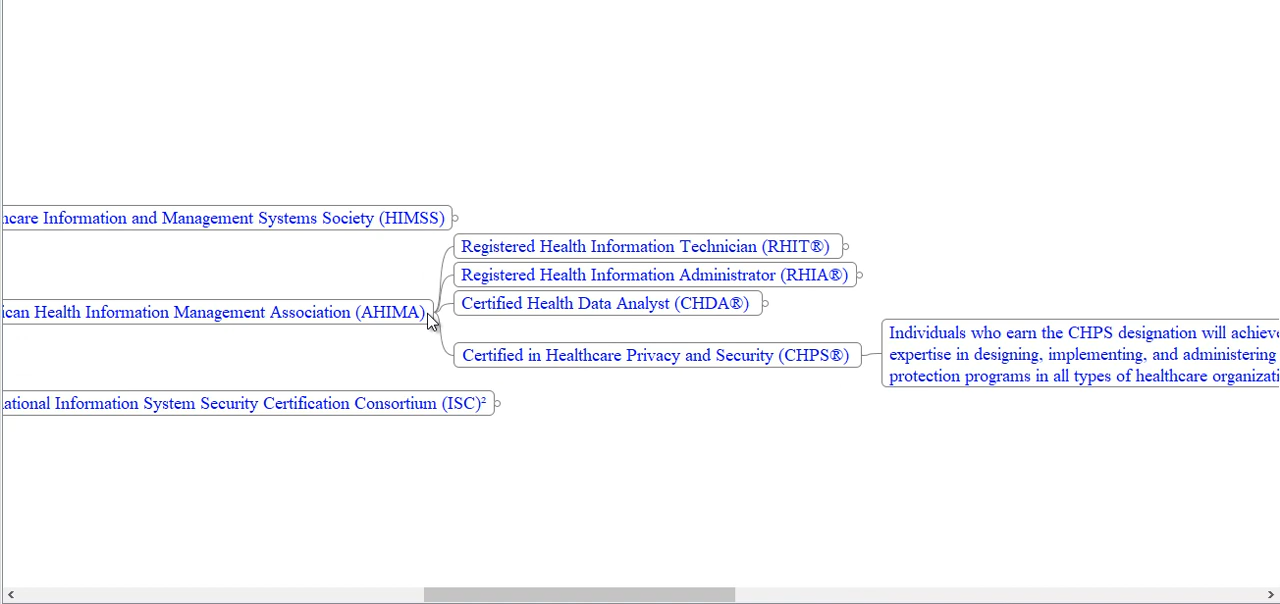 ncare Information and Management Systems Society (HIMSS)
Registered Health Information Technician (RHIT®)
Registered Health Information Administrator (RHIA®)
Certified Health Data Analyst (CHDA®)
ican Health Information Management Association (AHIMA)
Certified in Healthcare Privacy and Security (CHPS®)
Individuals who earn the CHPS designation will achieve
expertise in designing, implementing, and administering
protection programs in all types of healthcare organizati
ational Information System Security Certification Consortium (ISC)²